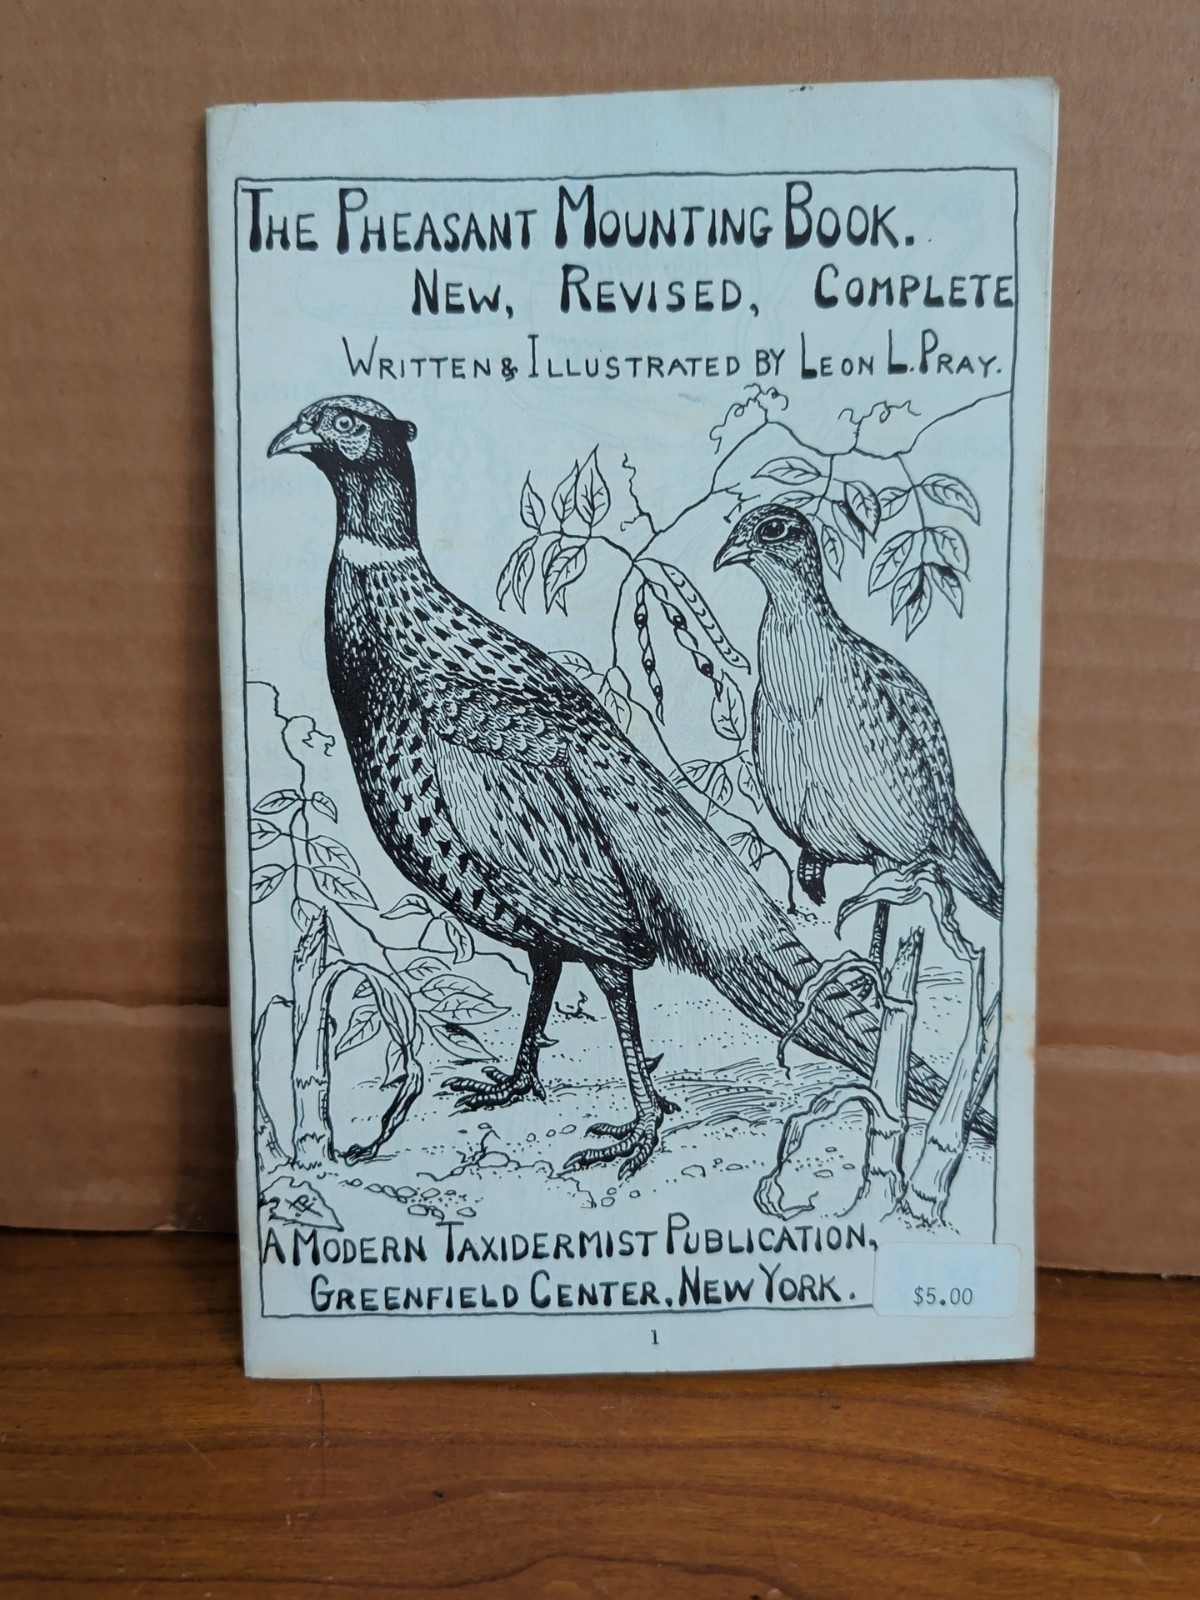 THE PHEASANT MOUNTING BOOK.
NEW, REVISED, COMPLETE
WRITTEN & ILLUSTRATED BY LEON L. PRAY.
A MODERN TAXIDERMIST PUBLICATION,
GREENFIELD CENTER, NEW YORK.
$5.00
1